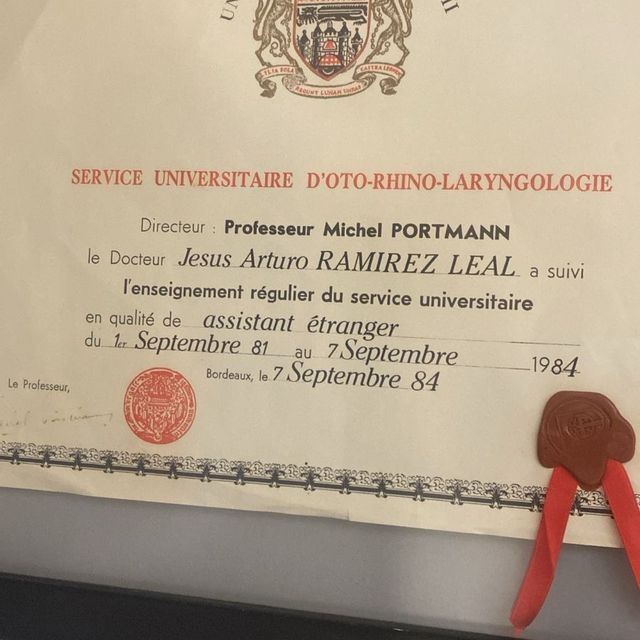 SERVICE UNIVERSITAIRE D'OTO-RHINO-LARYNGOLOGIE
Directeur : Professeur Michel PORTMANN
le Docteur Jesus Arturo RAMIREZ LEAL a suivi
l'enseignement régulier du service universitaire
en qualité de assistant étranger
du 1er Septembre 81 au 7 Septembre 1984
Bordeaux, le 7 Septembre 84
Le Professeur,